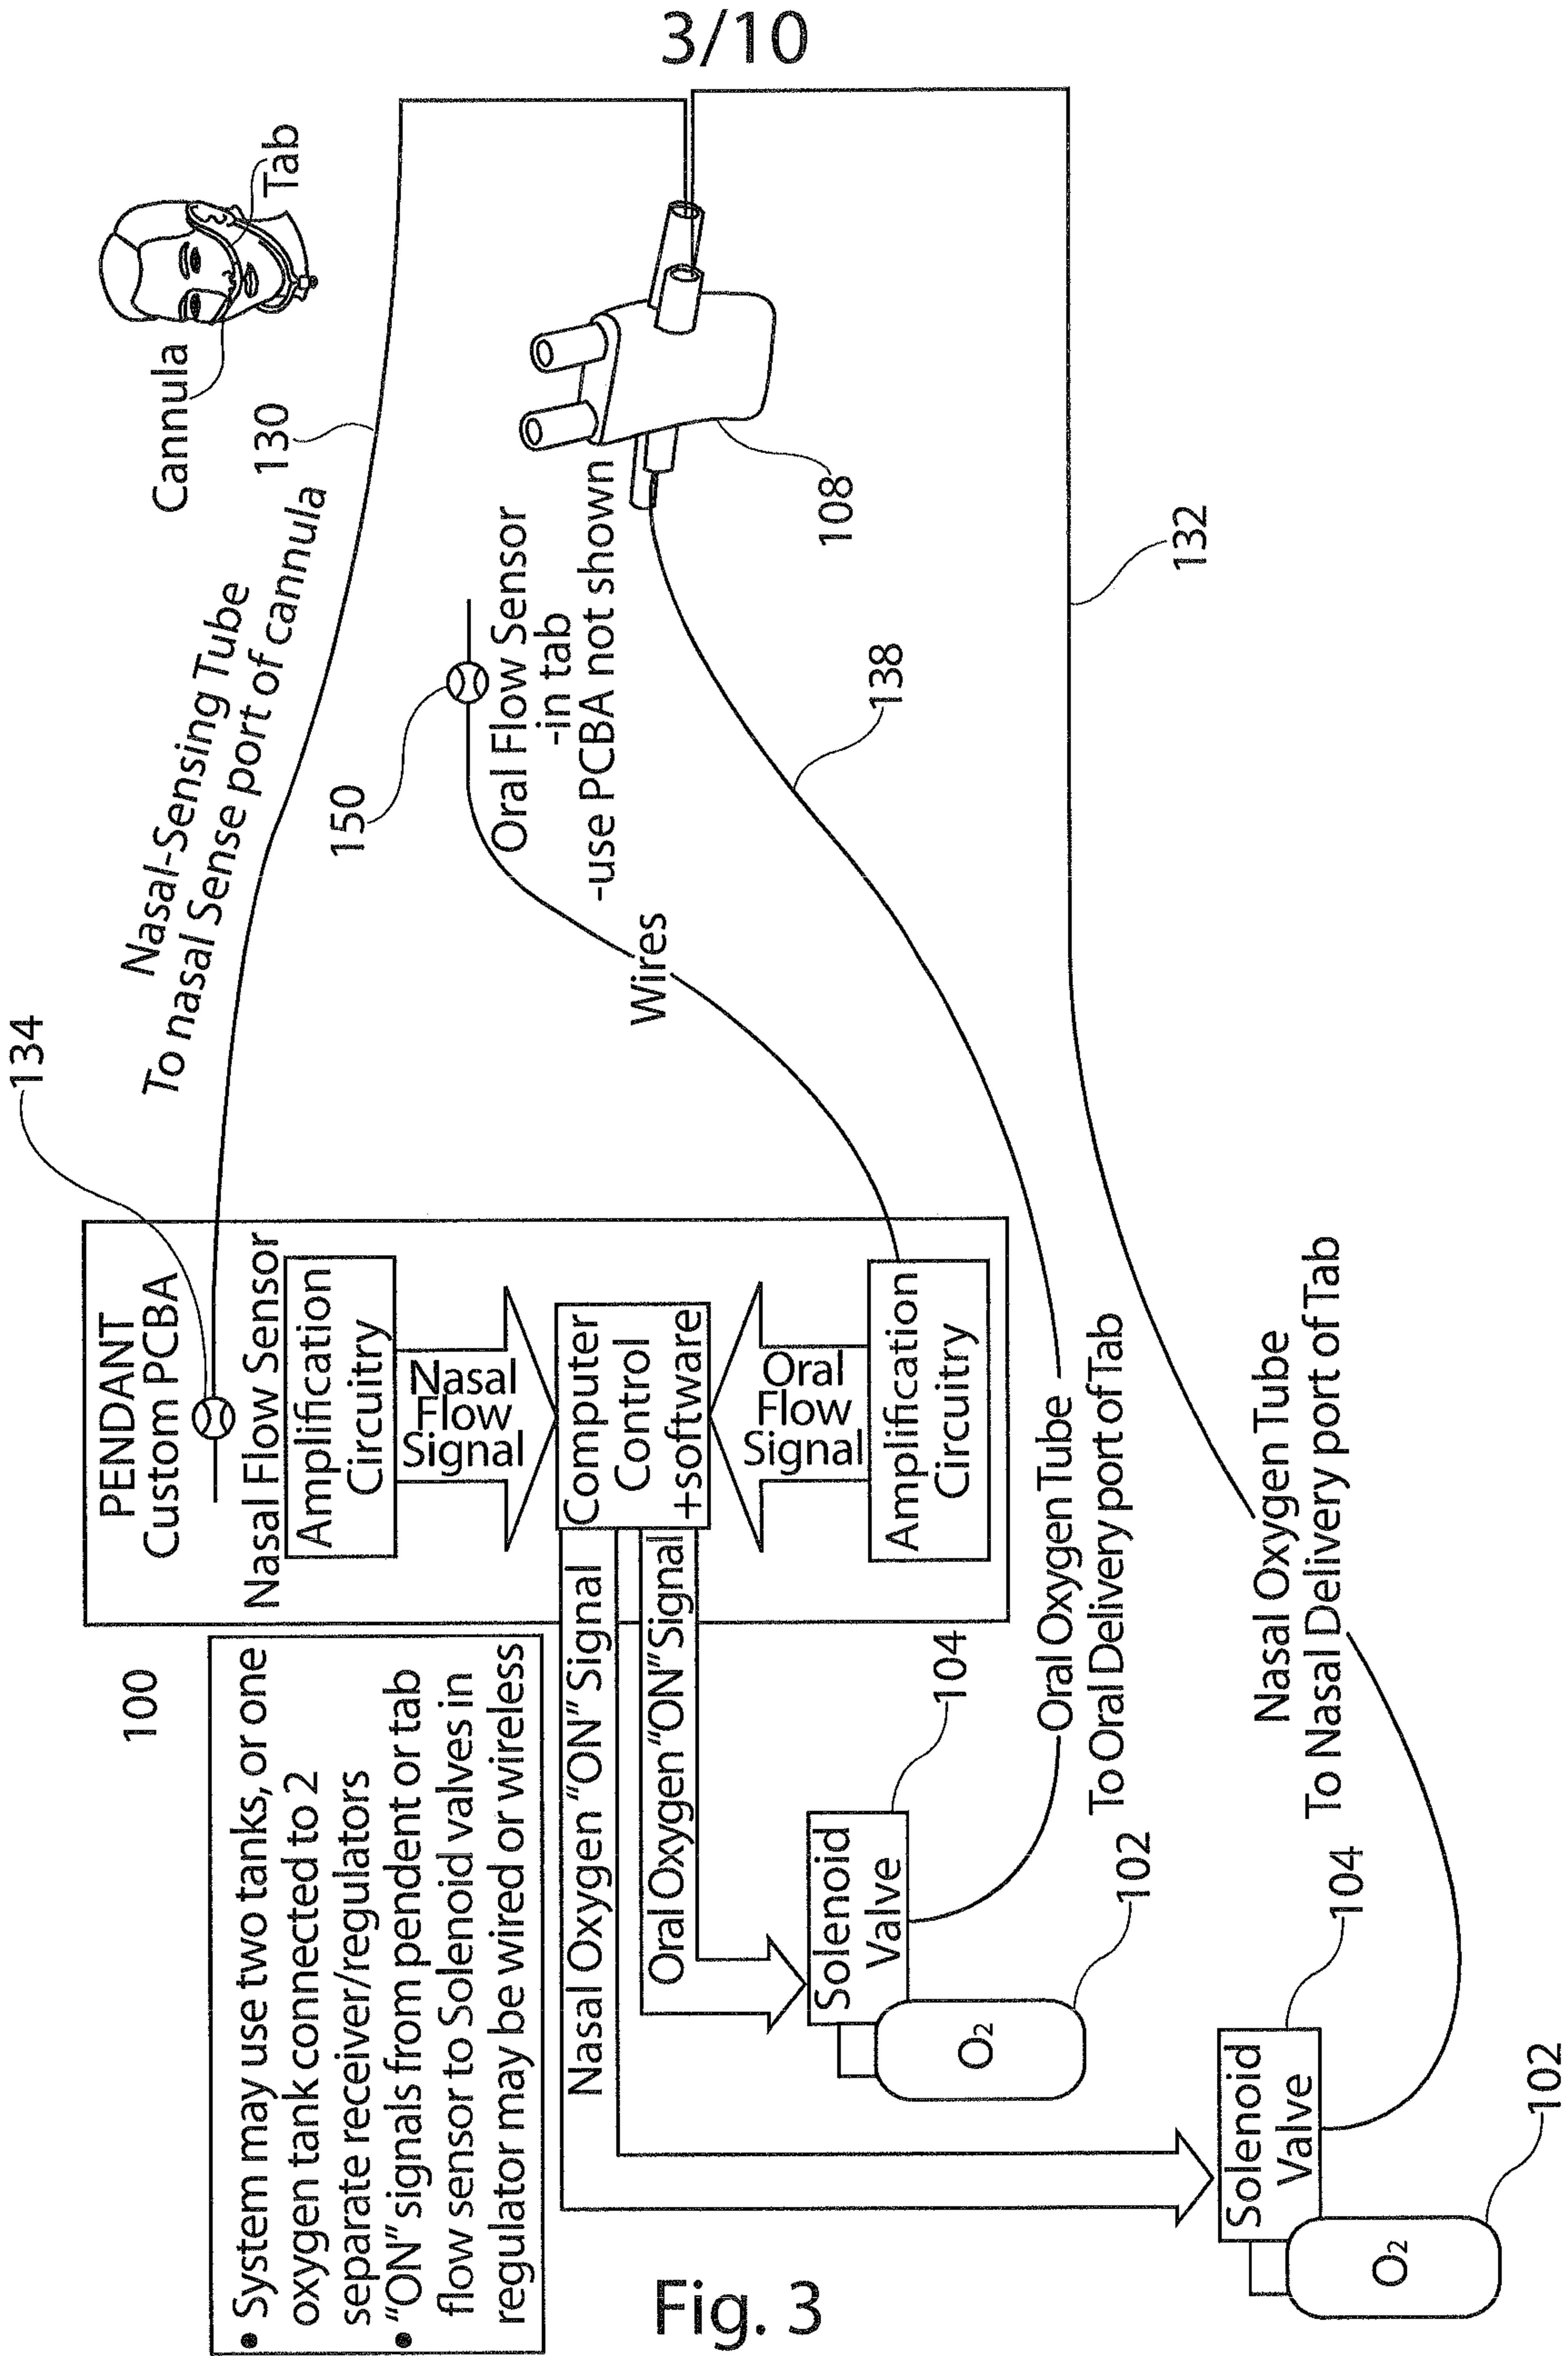 3/10
• System may use two tanks, or one
oxygen tank connected to 2
separate receiver/regulators
• "ON" signals from pendent or tab
flow sensor to Solenoid valves in
regulator may be wired or wireless
100
PENDANT
Custom PCBA
134
Nasal Flow Sensor
Amplification
Circuitry
Nasal
Flow
Signal
Computer
Control
+software
Oral
Flow
Signal
Amplification
Circuitry
Nasal-Sensing Tube
To nasal Sense port of cannula
130
Cannula
Tab
150
Oral Flow Sensor
-in tab
-use PCBA not shown
Wires
108
138
132
Nasal Oxygen "ON" Signal
Oral Oxygen "ON" Signal
Solenoid
Valve
104
O2
102
Oral Oxygen Tube
To Oral Delivery port of Tab
Solenoid
Valve
104
O2
102
Nasal Oxygen Tube
To Nasal Delivery port of Tab
Fig. 3